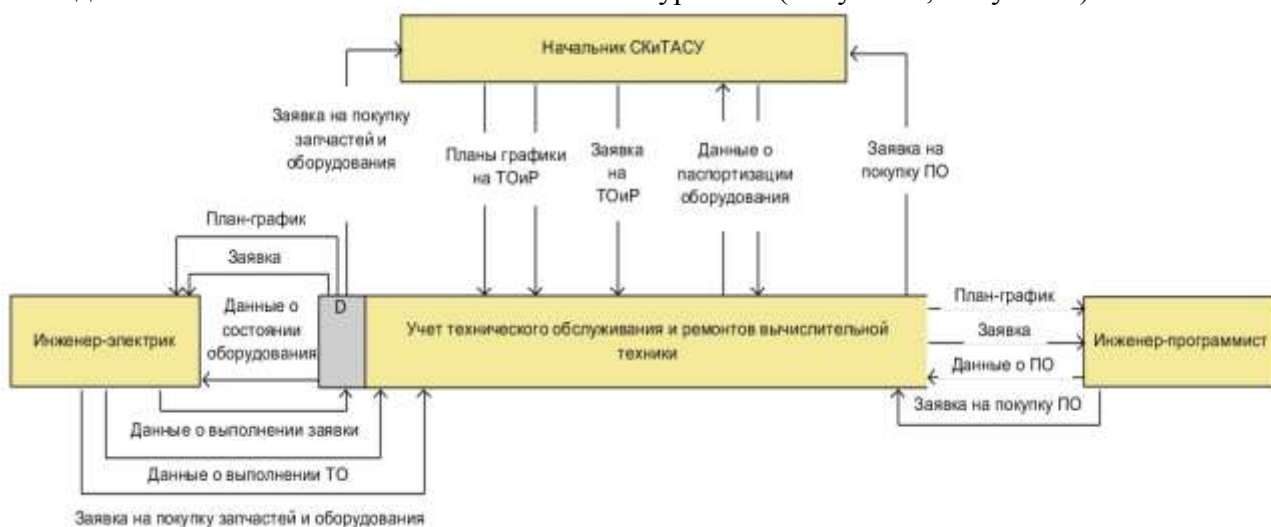 Начальник СКиТАСУ
Заявка на покупку
запчастей и
оборудования
Планы графики
на ТОиР
Заявка
на
ТОиР
Данные о
паспортизации
оборудования
Заявка на
покупку ПО
План-график
Заявка
Данные о
состоянии
оборудования
Инженер-электрик
D
Учет технического обслуживания и ремонтов вычислительной
техники
План-график
Заявка
Данные о ПО
Заявка на покупку ПО
Инженер-программист
Данные о выполнении заявки
Данные о выполнении ТО
Заявка на покупку запчастей и оборудования